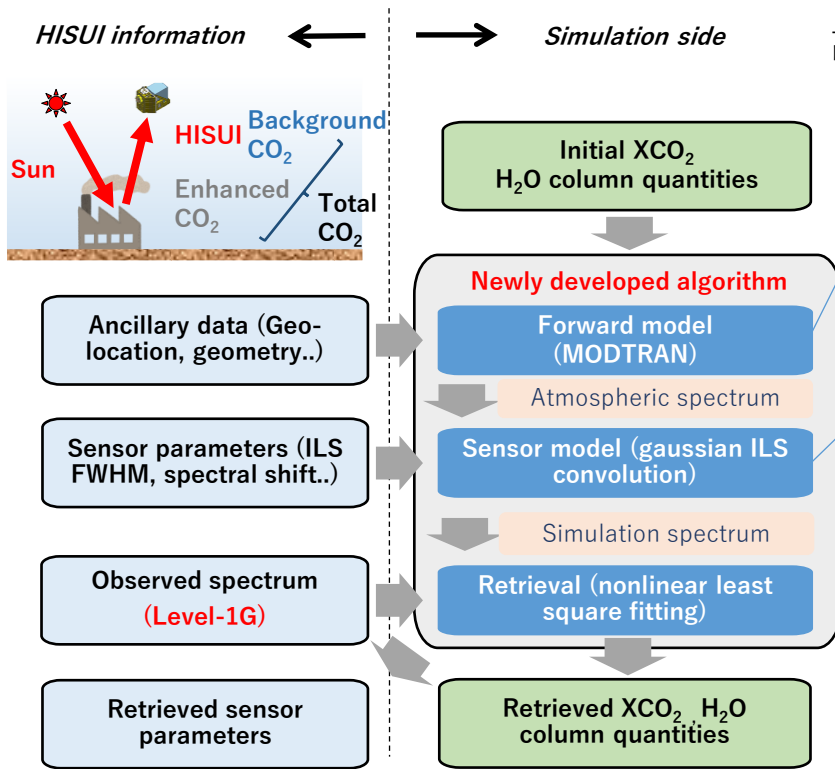 HISUI information
Simulation side
Sun
HISUI
Background
CO₂
Enhanced
CO₂
Total
CO₂
Initial XCO₂
H₂O column quantities
Newly developed algorithm
Ancillary data (Geo-
location, geometry..)
Forward model
(MODTRAN)
Atmospheric spectrum
Sensor parameters (ILS
FWHM, spectral shift..)
Sensor model (gaussian ILS
convolution)
Simulation spectrum
Observed spectrum
(Level-1G)
Retrieval (nonlinear least
square fitting)
Retrieved sensor
parameters
Retrieved XCO₂ , H₂O
column quantities